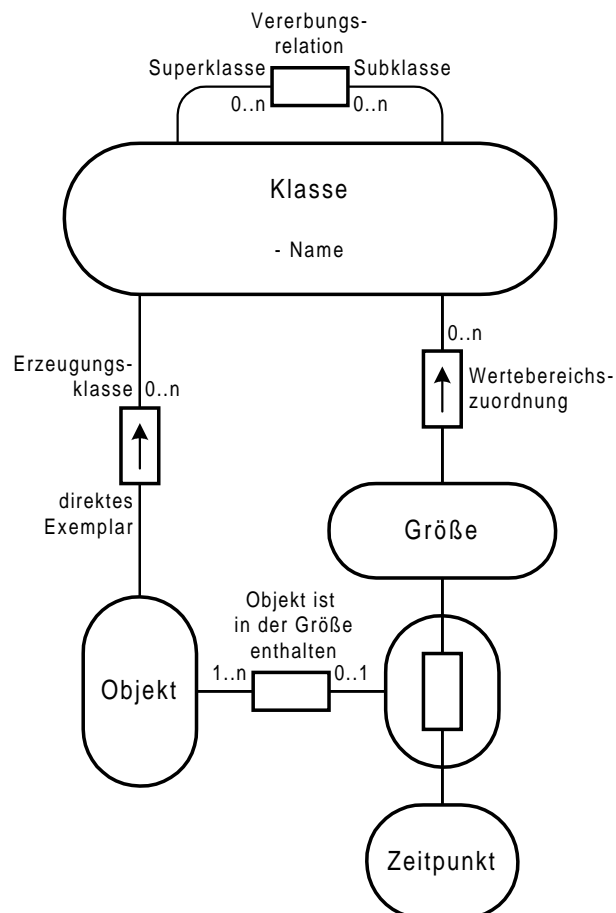 Vererbungs-
relation
Superklasse
Subklasse
0..n
0..n
Klasse
- Name
0..n
Erzeugungs-
klasse
0..n
Wertebereichs-
zuordnung
direktes
Exemplar
Größe
Objekt ist
in der Größe
enthalten
1..n
0..1
Objekt
Zeitpunkt